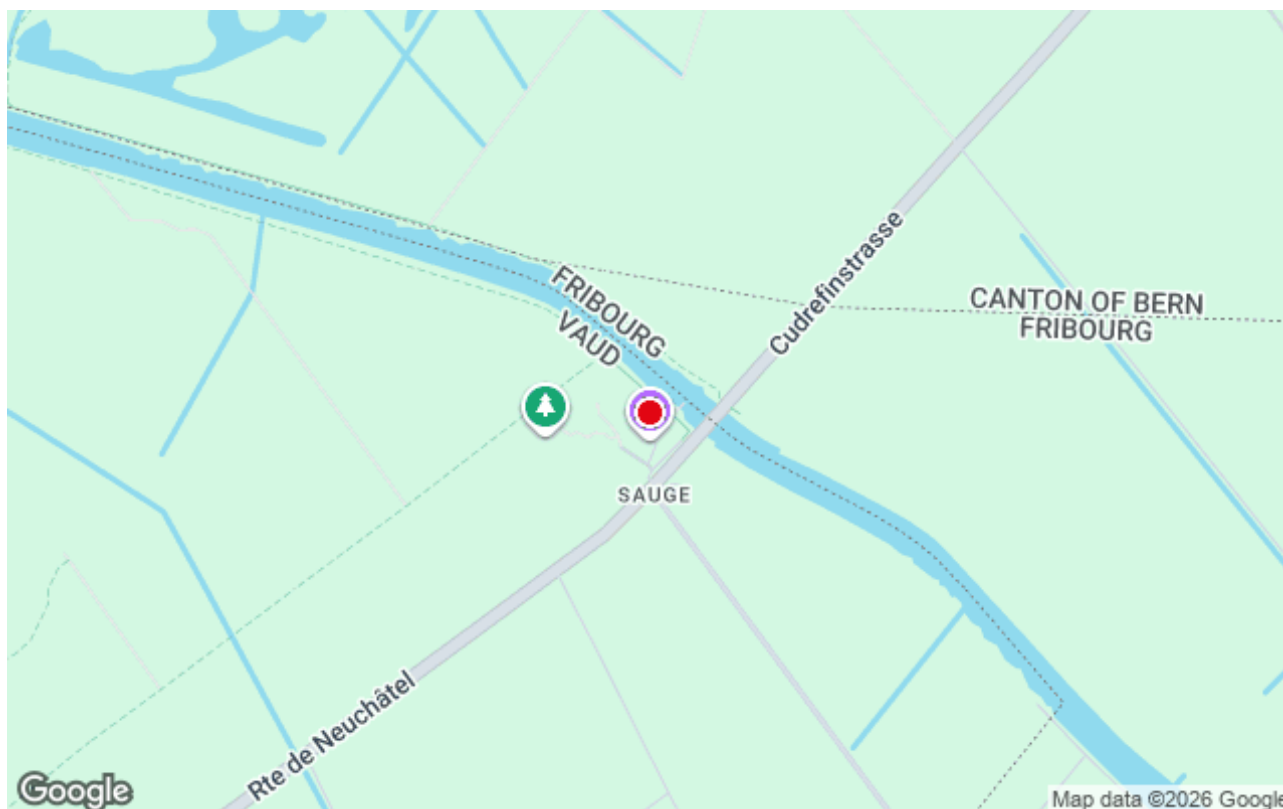 FRIBOURG
VAUD
Cudrefinstrasse
CANTON OF BERN
FRIBOURG
SAUGE
Rte de Neuchâtel
Google
Map data ©2026 Google